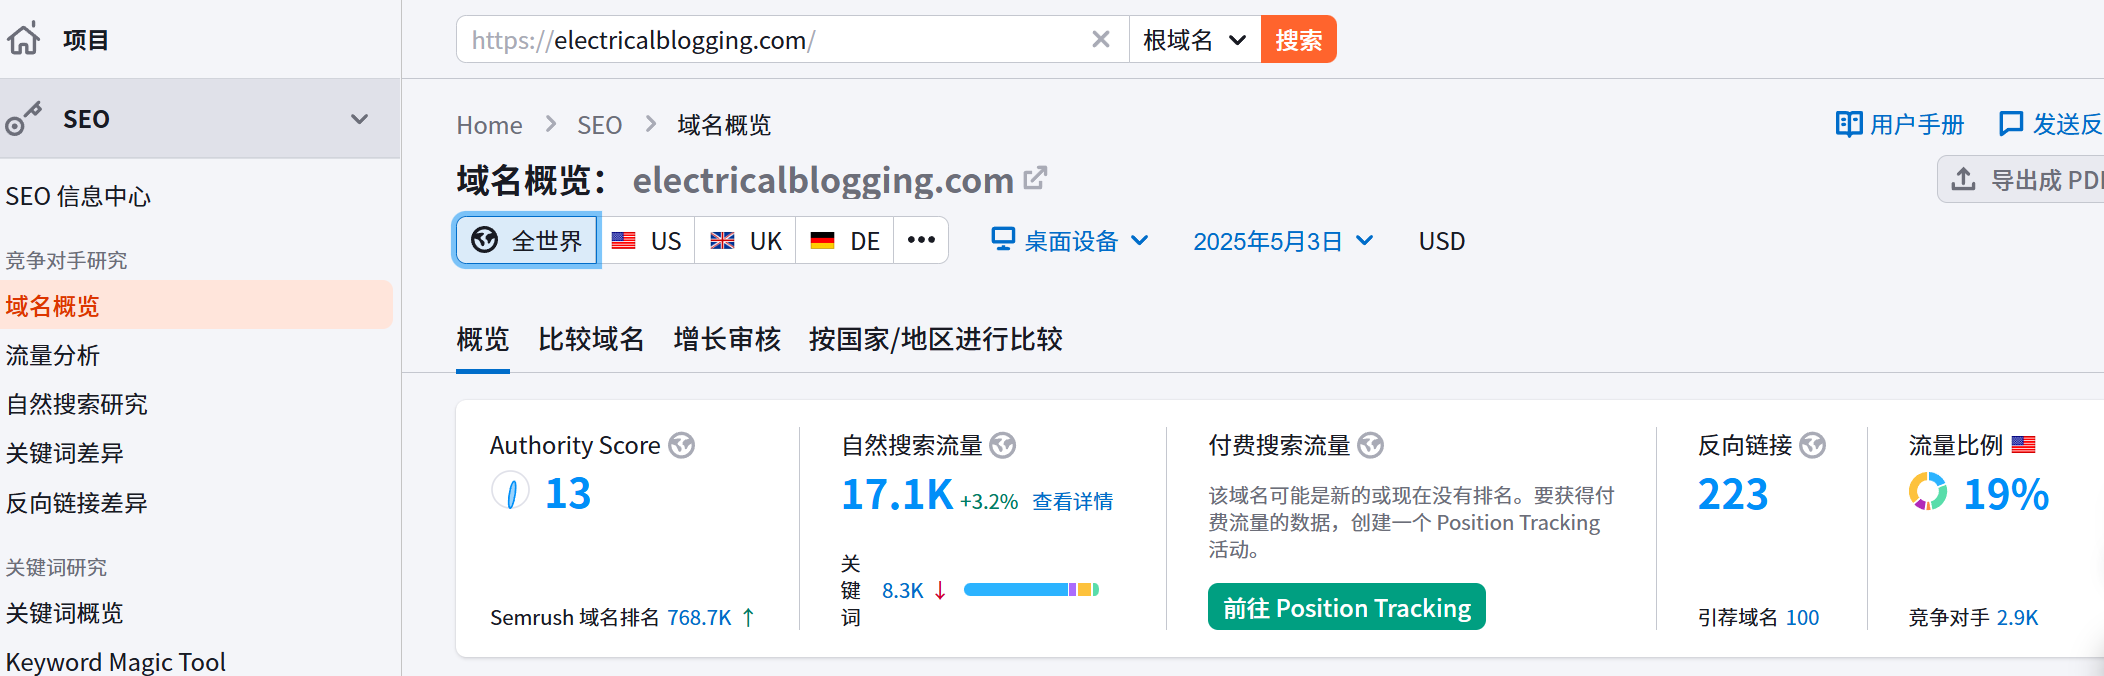 项目
https://electricalblogging.com/
根域名
搜索
SEO
Home
SEO
域名概览
用户手册
发送反
域名概览： electricalblogging.com
导出成 PD
全世界
US
UK
DE
桌面设备
2025年5月3日
USD
SEO 信息中心
竞争对手研究
域名概览
流量分析
自然搜索研究
关键词差异
反向链接差异
关键词研究
关键词概览
Keyword Magic Tool
概览
比较域名
增长审核
按国家/地区进行比较
Authority Score
13
Semrush 域名排名 768.7K ↑
自然搜索流量
17.1K +3.2% 查看详情
关
键
词
8.3K ↓
付费搜索流量
该域名可能是新的或现在没有排名。要获得付
费流量的数据，创建一个 Position Tracking
活动。
前往 Position Tracking
反向链接
223
引荐域名 100
流量比例
19%
竞争对手 2.9K